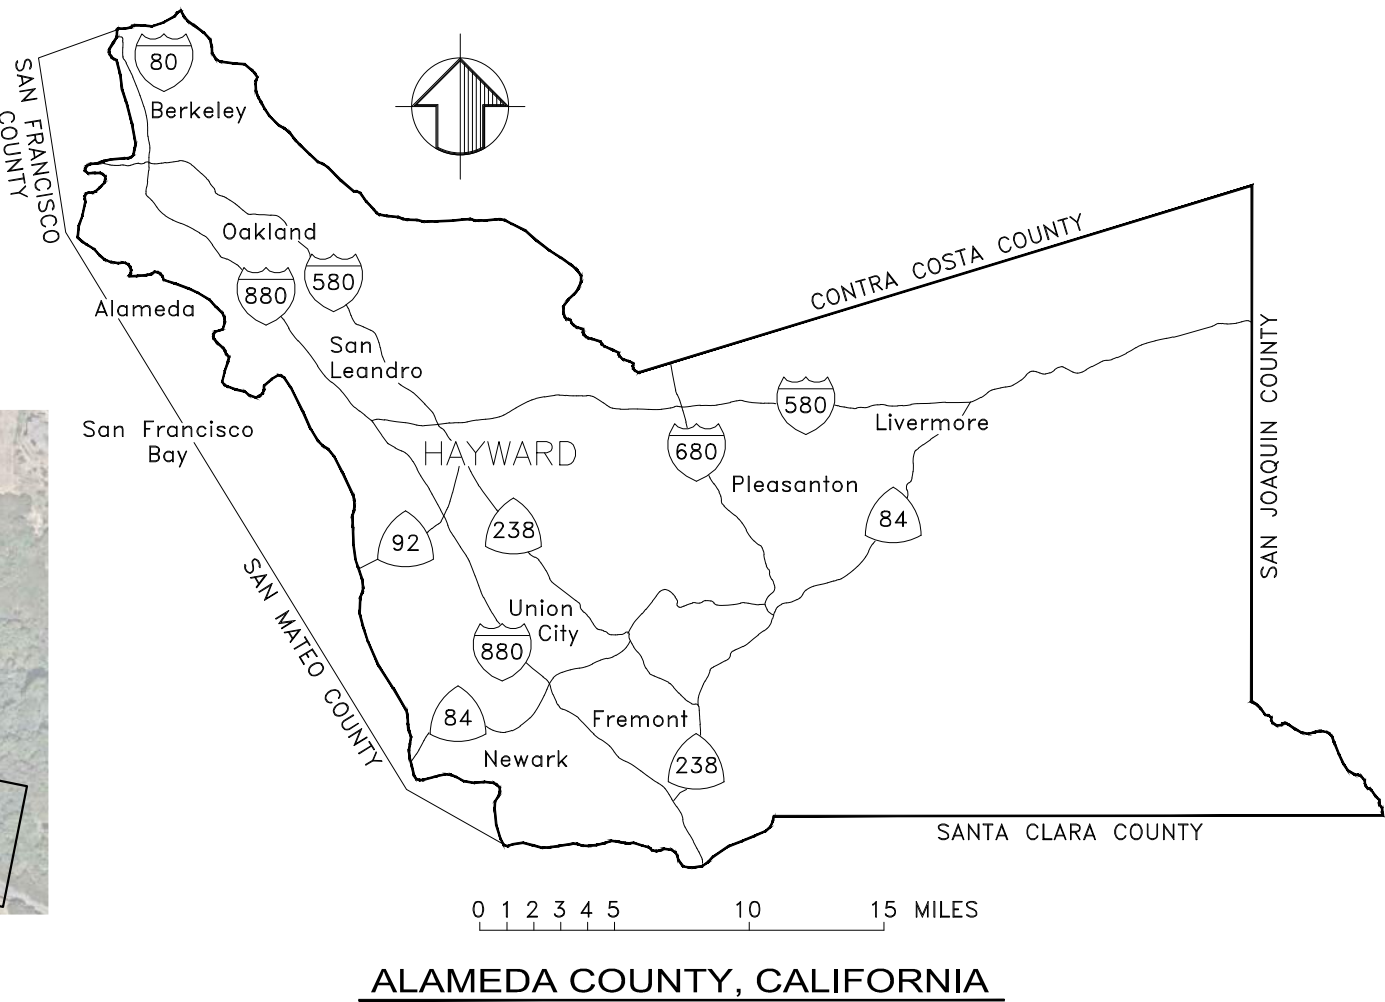 80
Berkeley
SAN FRANCISCO
COUNTY
Oakland
580
880
Alameda
San
Leandro
CONTRA COSTA COUNTY
SAN JOAQUIN COUNTY
San Francisco
Bay
HAYWARD
580
Livermore
680
Pleasanton
84
92
238
SAN MATEO COUNTY
Union
City
880
84
Fremont
Newark
238
SANTA CLARA COUNTY
0 1 2 3 4 5 10 15 MILES
ALAMEDA COUNTY, CALIFORNIA